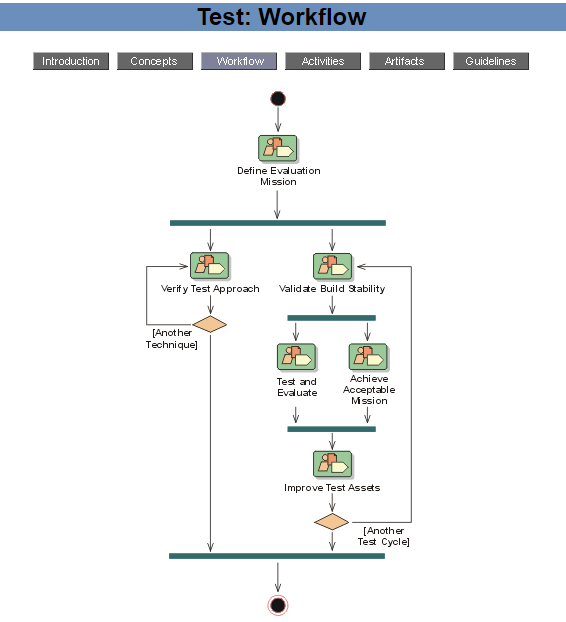 Test: Workflow
Introduction
Concepts
Workflow
Activities
Artifacts
Guidelines
Define Evaluation
Mission
Verify Test Approach
Validate Build Stability
[Another
Technique]
Test and
Evaluate
Achieve
Acceptable
Mission
Improve Test Assets
[Another
Test Cycle]